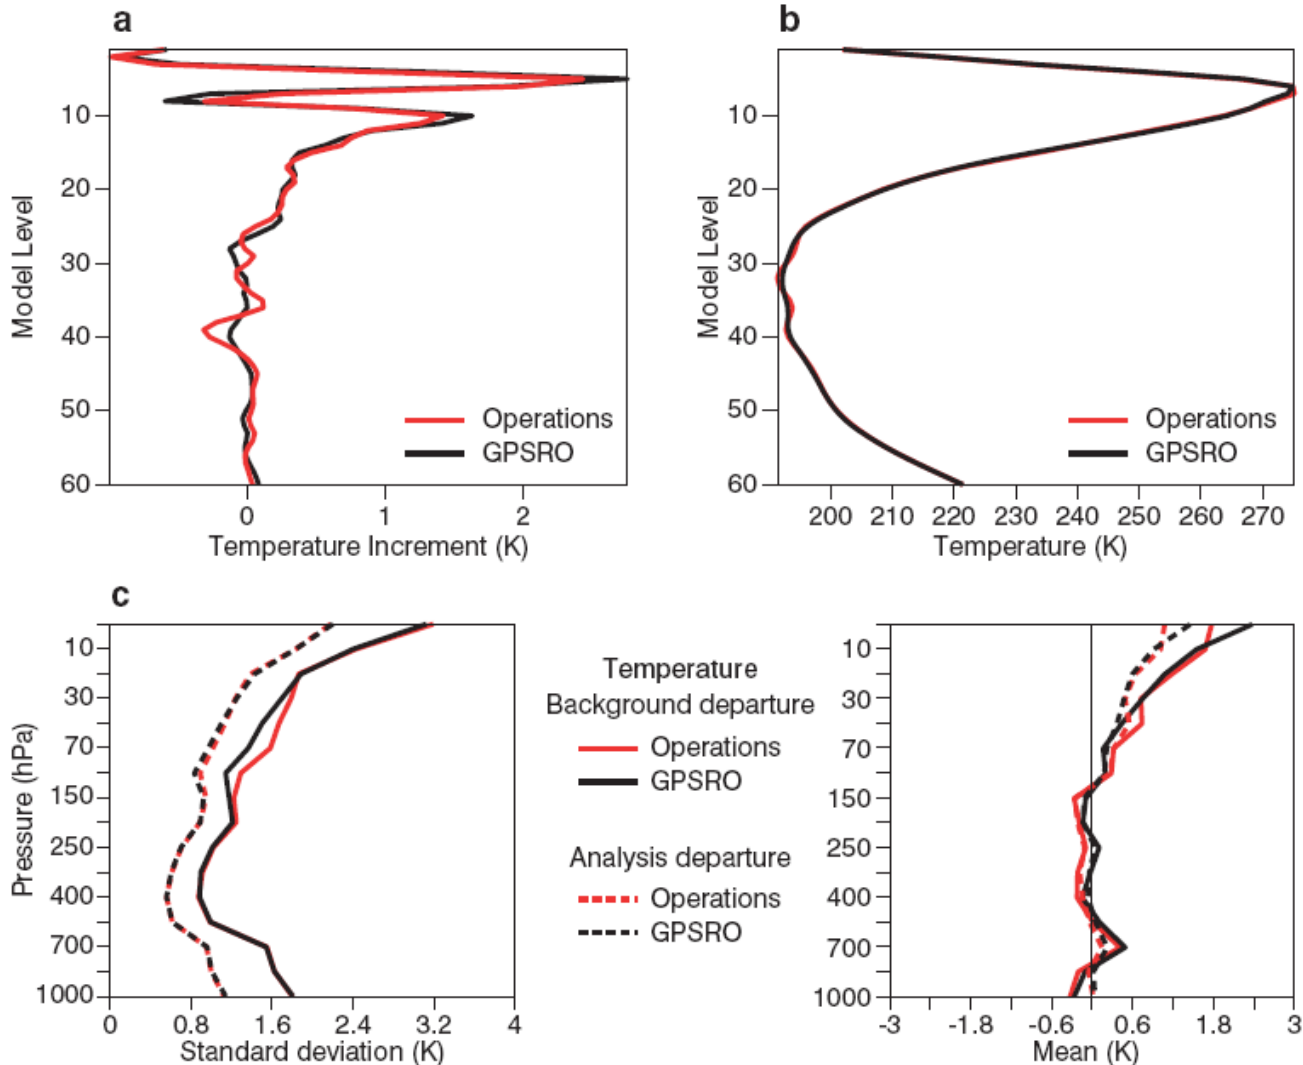 a
10
20
30
40
50
60
Model Level
Operations
GPSRO
0
1
2
Temperature Increment (K)
b
10
20
30
40
50
60
Model Level
Operations
GPSRO
200
210
220
230
240
250
260
270
Temperature (K)
c
10
30
70
150
250
400
700
1000
Pressure (hPa)
0
0.8
1.6
2.4
3.2
4
Standard deviation (K)
Temperature
Background departure
Operations
GPSRO
Analysis departure
Operations
GPSRO
10
30
70
150
250
400
700
1000
-3
-1.8
-0.6
0.6
1.8
3
Mean (K)